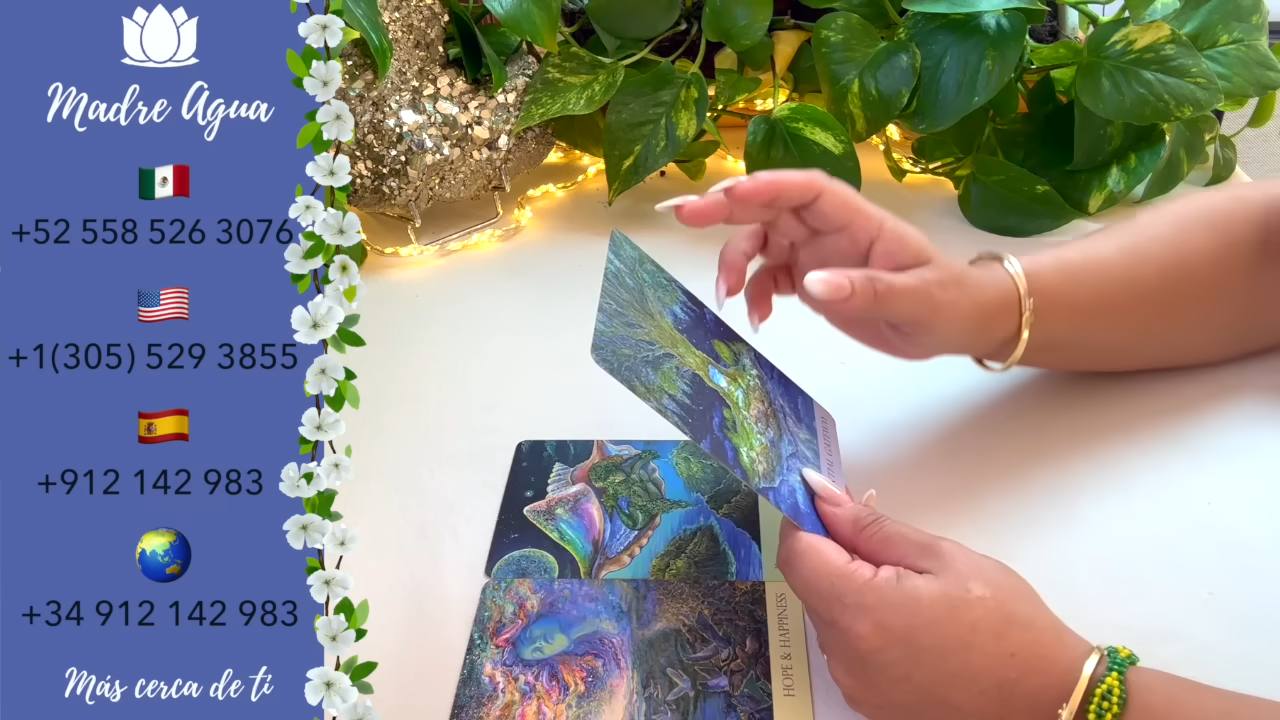 Madre Agua
+52 558 526 3076
+1(305) 529 3855
+912 142 983
+34 912 142 983
Más cerca de ti
HOPE & HAPPINESS